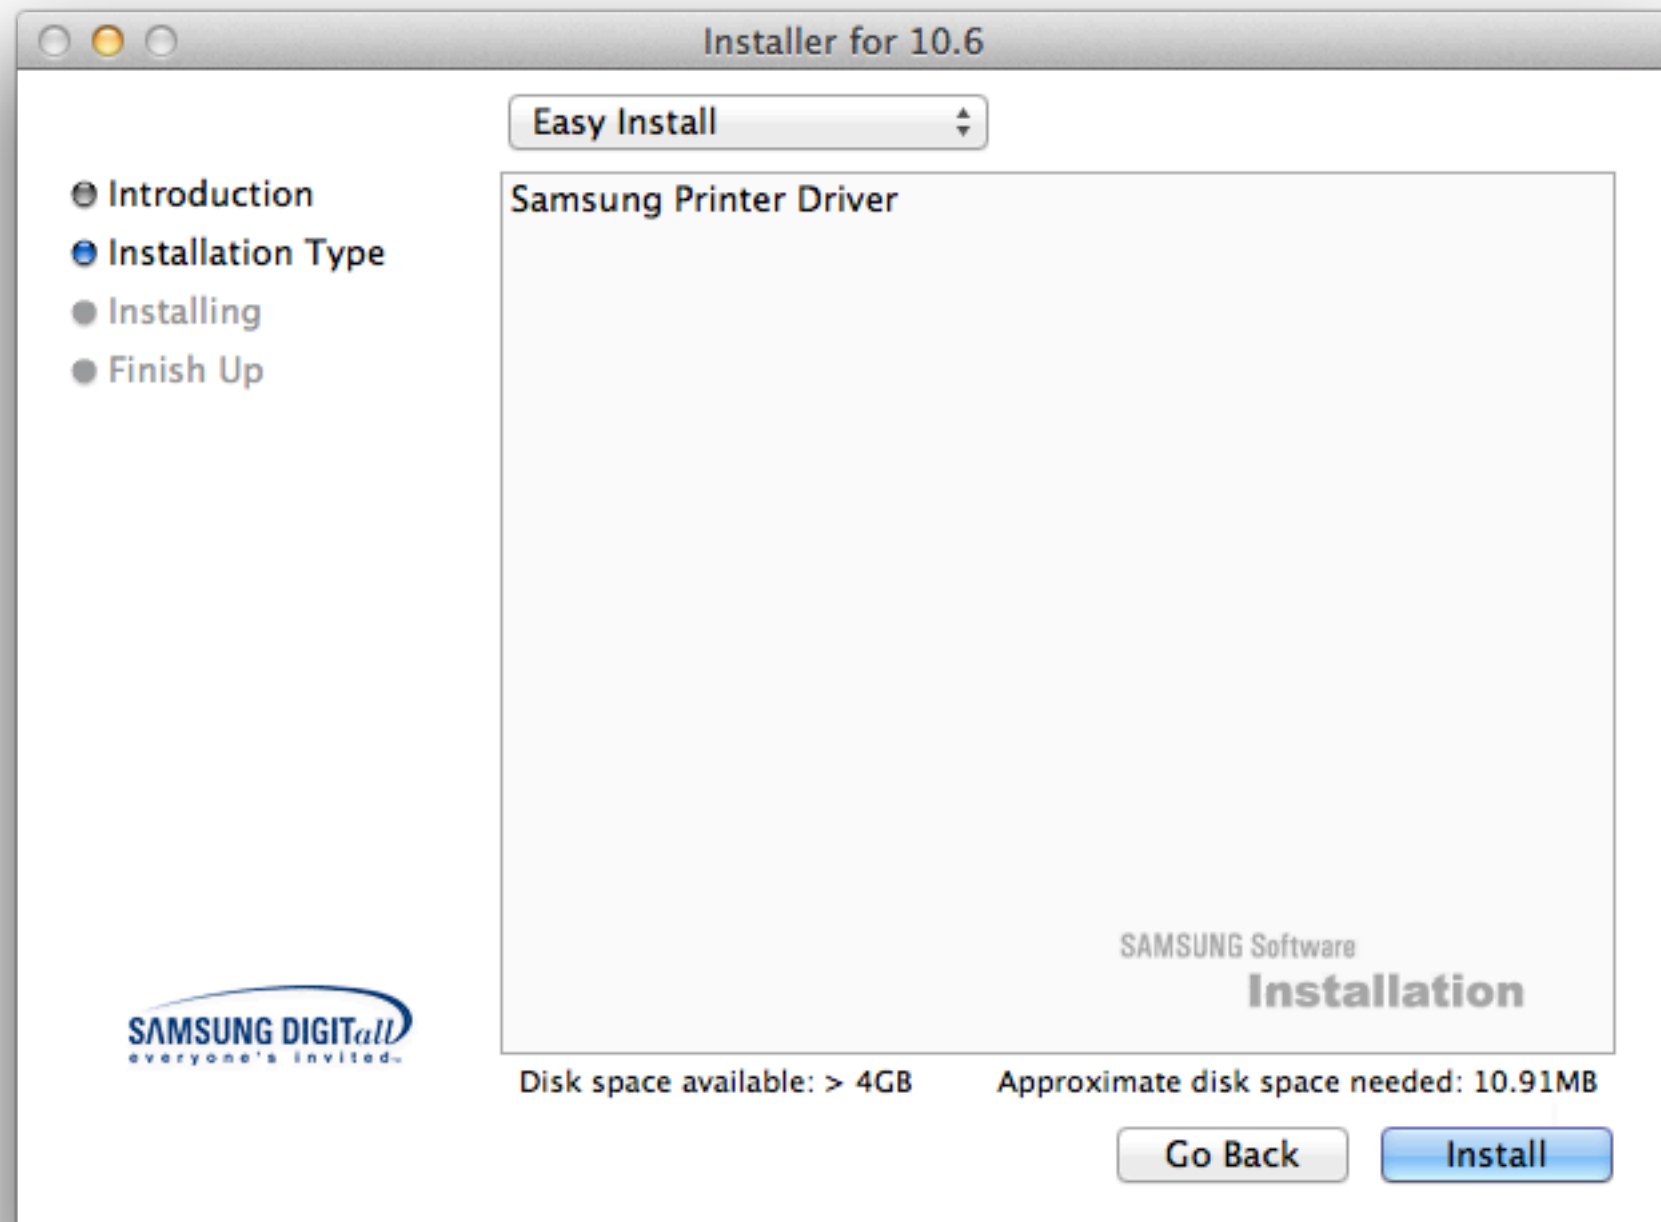 Installer for 10.6
Easy Install
Introduction
Installation Type
Installing
Finish Up
Samsung Printer Driver
SAMSUNG Software
Installation
SAMSUNG DIGITall
everyone's invited™
Disk space available: > 4GB
Approximate disk space needed: 10.91MB
Go Back
Install